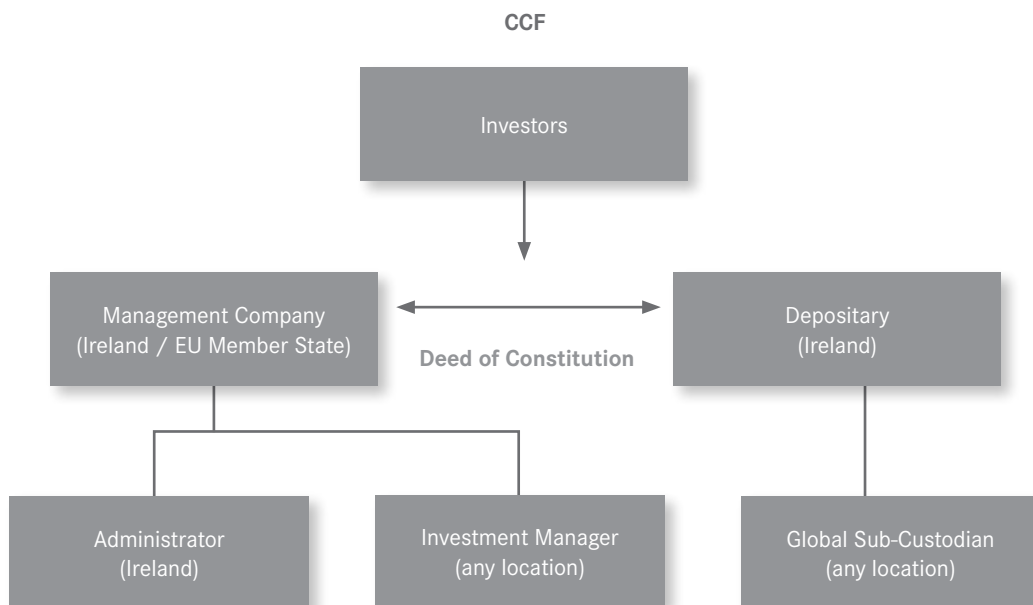 CCF
Investors
Management Company
(Ireland / EU Member State)
Deed of Constitution
Depositary
(Ireland)
Administrator
(Ireland)
Investment Manager
(any location)
Global Sub-Custodian
(any location)